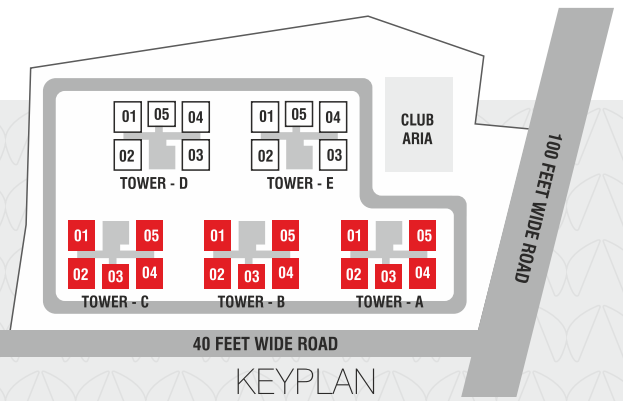 01 05 04 01 05 04
02 03 02 03
TOWER - D TOWER - E
CLUB
ARIA
100 FEET WIDE ROAD
01 05 01 05 01 05
02 03 04 02 03 04 02 03 04
TOWER - C TOWER - B TOWER - A
40 FEET WIDE ROAD
KEYPLAN